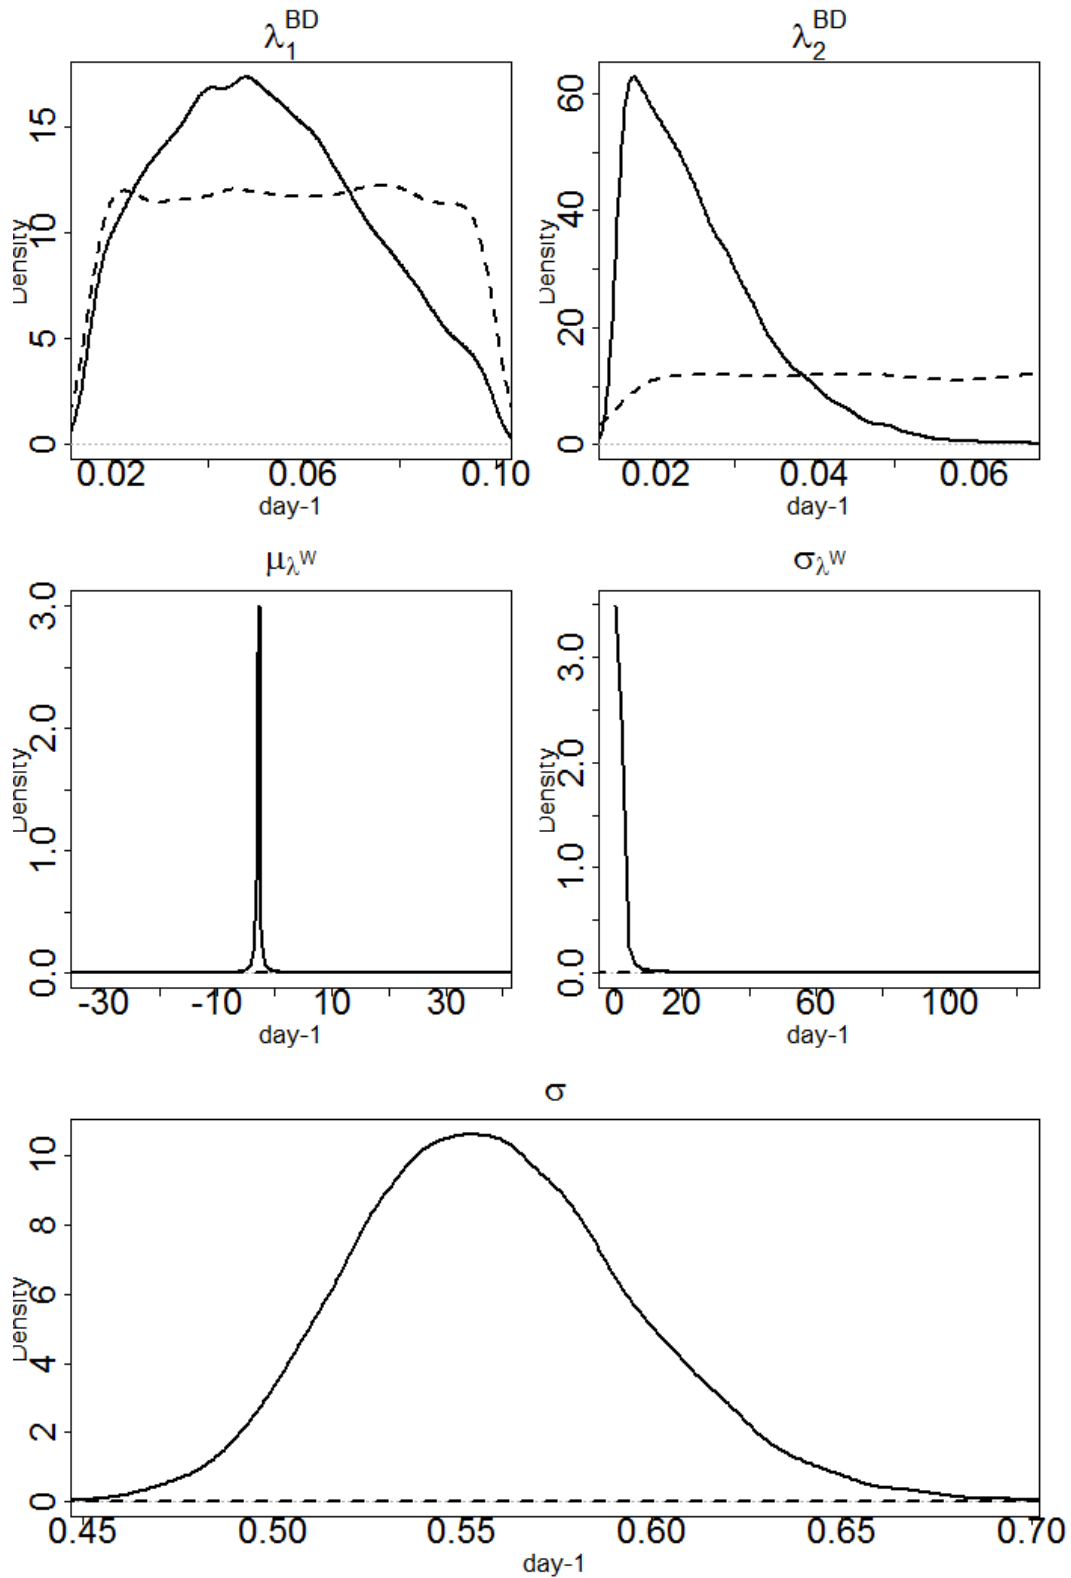 λ₁ᴮᴰ λ₂ᴮᴰ
Density
0 5 10 15
0.02 0.06 0.10
day-1
Density
0 20 40 60
0.02 0.04 0.06
day-1
μλᵂ σλᵂ
Density
0.0 1.0 2.0 3.0
-30 -10 10 30
day-1
Density
0.0 1.0 2.0 3.0
0 20 60 100
day-1
σ
Density
0 2 4 6 8 10
0.45 0.50 0.55 0.60 0.65 0.70
day-1